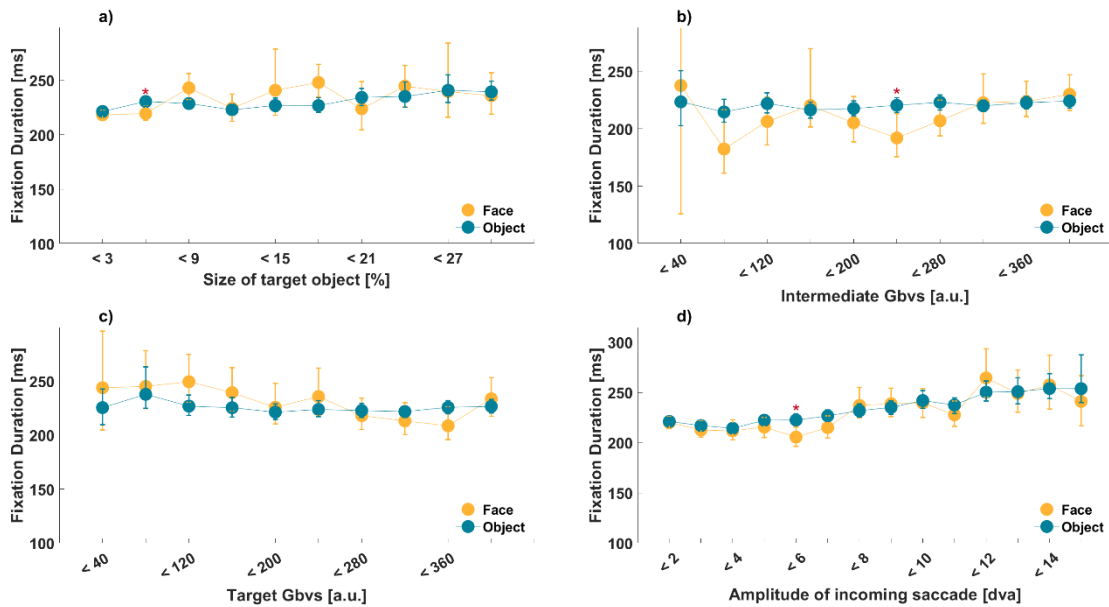 a)
Fixation Duration [ms]
250
200
150
100
*
Face
Object
< 3
< 9
< 15
< 21
< 27
Size of target object [%]
b)
Fixation Duration [ms]
250
200
150
100
*
Face
Object
< 40
< 120
< 200
< 280
< 360
Intermediate Gbvs [a.u.]
c)
Fixation Duration [ms]
250
200
150
100
Face
Object
< 40
< 120
< 200
< 280
< 360
Target Gbvs [a.u.]
d)
Fixation Duration [ms]
300
250
200
150
100
*
Face
Object
< 2
< 4
< 6
< 8
< 10
< 12
< 14
Amplitude of incoming saccade [dva]